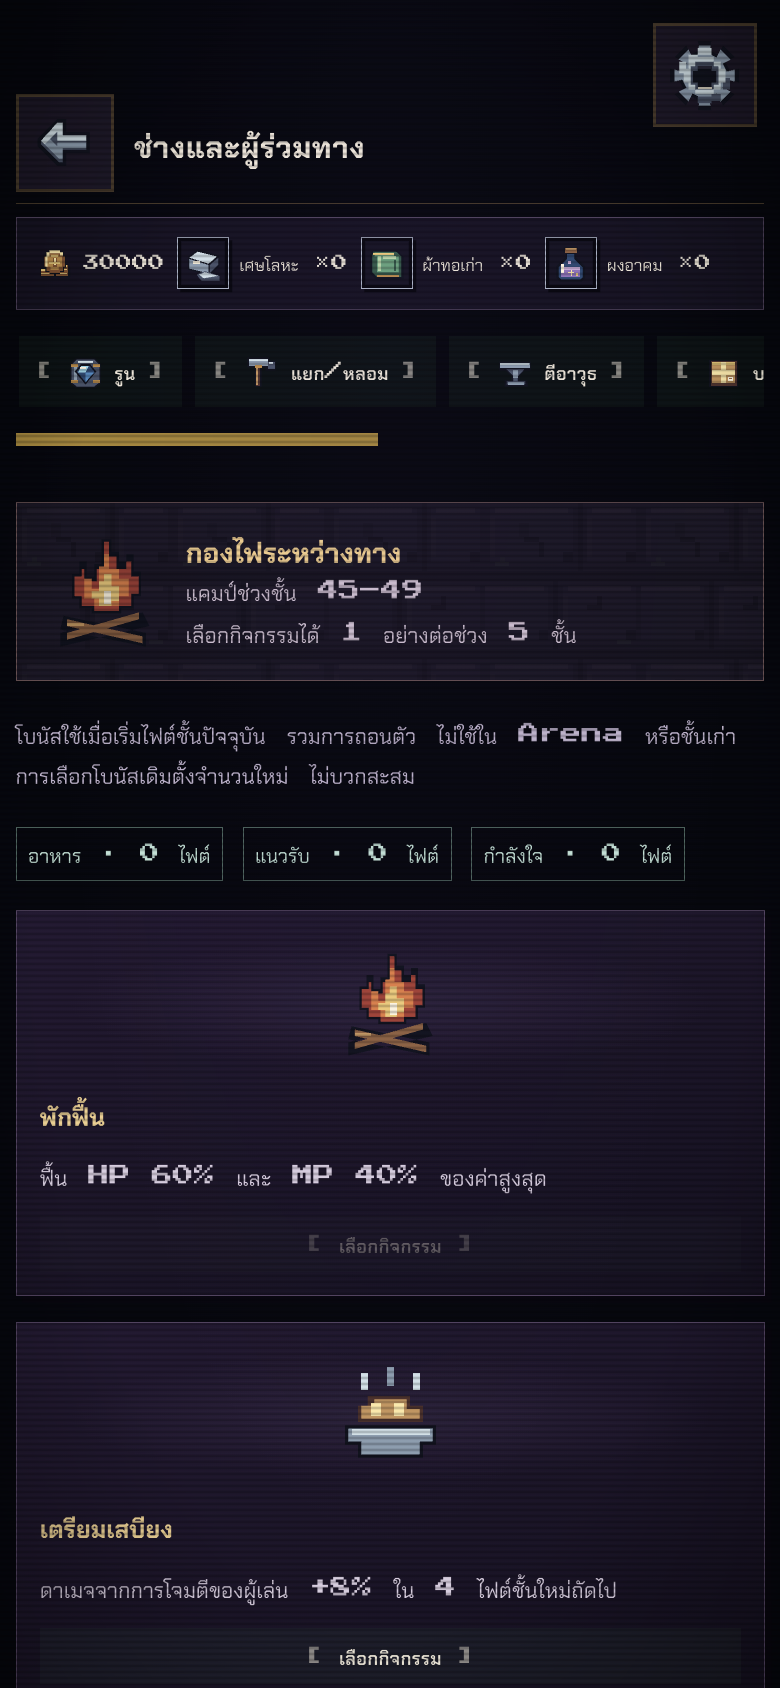 ช่างและผู้ร่วมทาง
30000 เศษโลหะ ×0 ผ้าทอเก่า ×0 ผงอาคม ×0
[ รูน ] [ แยก/หลอม ] [ ตีอาวุธ ] [
กองไฟระหว่างทาง
แคมป์ช่วงชั้น 45–49
เลือกกิจกรรมได้ 1 อย่างต่อช่วง 5 ชั้น
โบนัสใช้เมื่อเริ่มไฟต์ชั้นปัจจุบัน รวมการถอนตัว ไม่ใช้ใน Arena หรือชั้นเก่า
การเลือกโบนัสเดิมตั้งจำนวนใหม่ ไม่บวกสะสม
อาหาร · 0 ไฟต์ แนวรับ · 0 ไฟต์ กำลังใจ · 0 ไฟต์
พักฟื้น
ฟื้น HP 60% และ MP 40% ของค่าสูงสุด
[ เลือกกิจกรรม ]
เตรียมเสบียง
ดาเมจจากการโจมตีของผู้เล่น +8% ใน 4 ไฟต์ชั้นใหม่ถัดไป
[ เลือกกิจกรรม ]